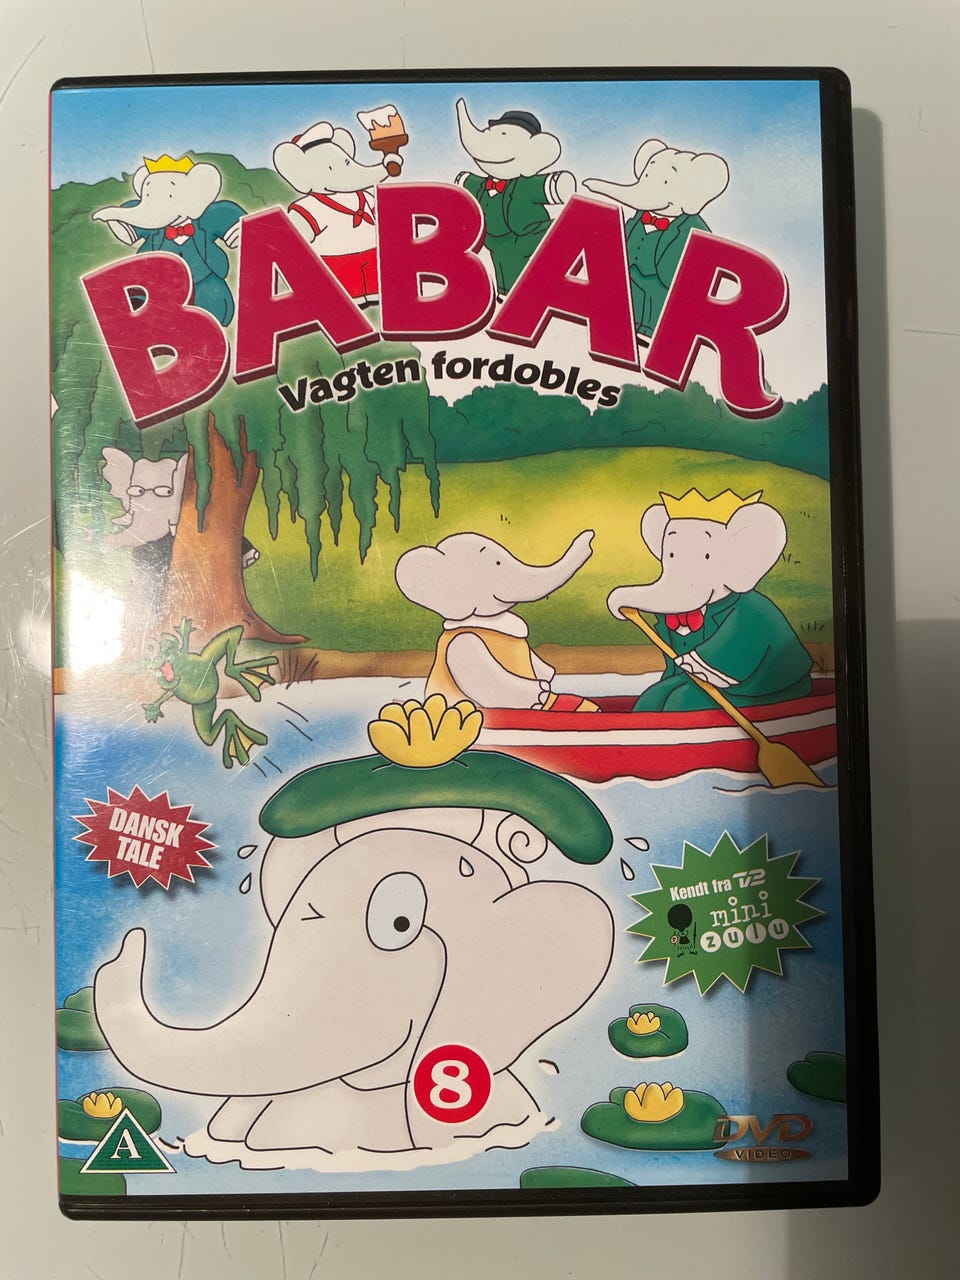 BABAR
Vagten fordobles
DANSK
TALE
Kendt fra TV2
mini
zulu
8
A
DVD
VIDEO